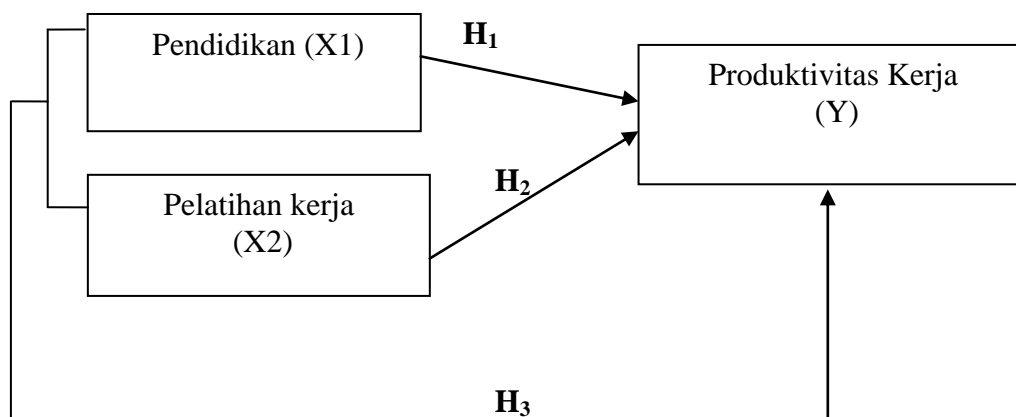 Pendidikan (X1)
H₁
Produktivitas Kerja
(Y)
Pelatihan kerja
(X2)
H₂
H₃